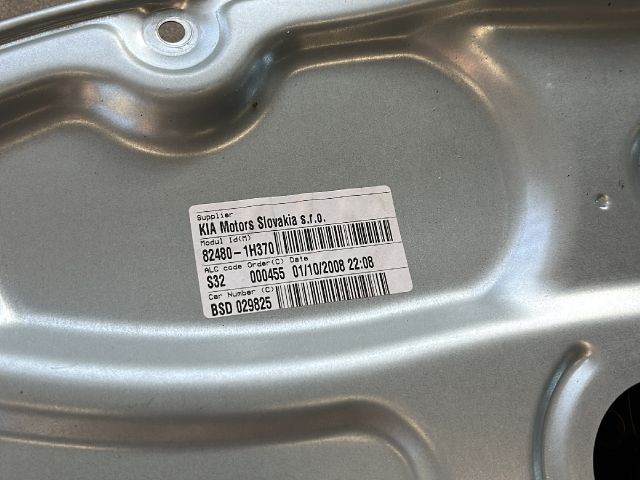 Supplier
KIA Motors Slovakia s.r.o.
Modul Id(M)
82480-1H370
ALC code Order(C) Date
S32 000455 01/10/2008 22:08
Car Number (C)
BSD 029825